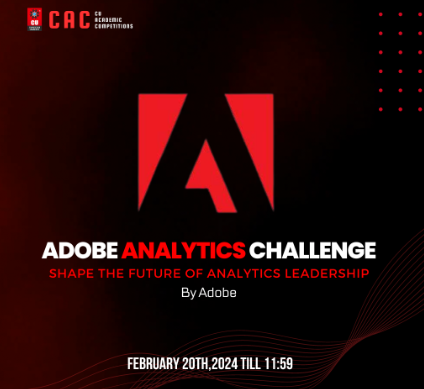 CU
CAC
CU
ACADEMIC
COMPETITIONS
ADOBE ANALYTICS CHALLENGE
SHAPE THE FUTURE OF ANALYTICS LEADERSHIP
By Adobe
FEBRUARY 20TH,2024 TILL 11:59